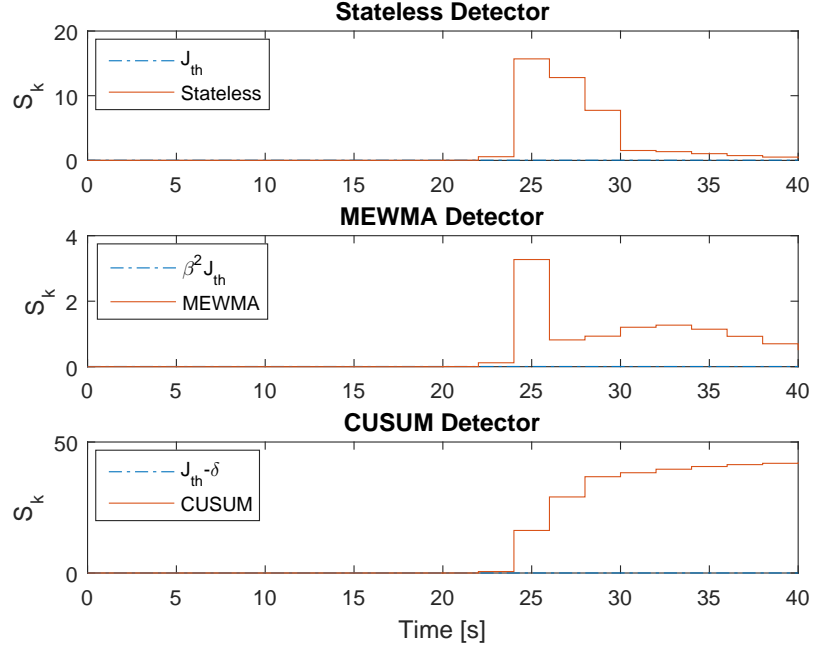 Stateless Detector
20
10
0
S_k
J_th
Stateless
0 5 10 15 20 25 30 35 40
MEWMA Detector
4
2
0
S_k
β² J_th
MEWMA
0 5 10 15 20 25 30 35 40
CUSUM Detector
50
0
S_k
J_th-δ
CUSUM
0 5 10 15 20 25 30 35 40
Time [s]